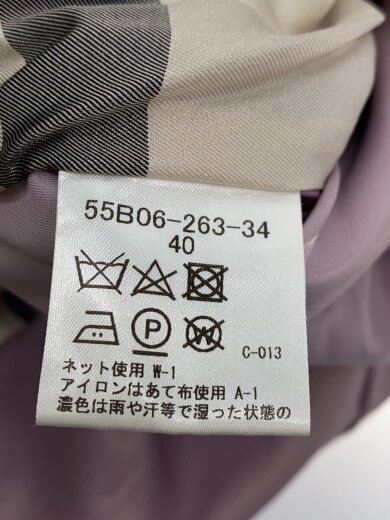 55B06-263-34
40
P W
C-013
ネット使用 W-1
アイロンはあて布使用 A-1
濃色は雨や汗等で湿った状態の